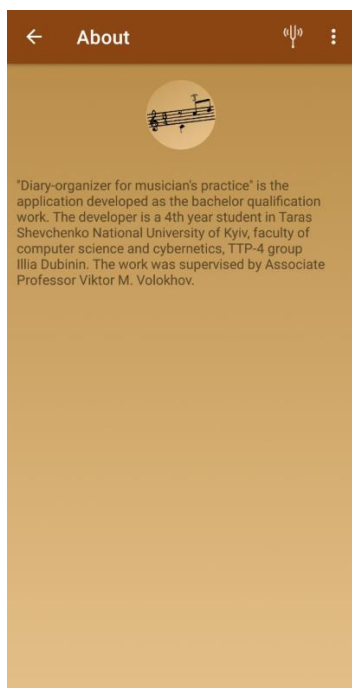 About
"Diary-organizer for musician's practice" is the
application developed as the bachelor qualification
work. The developer is a 4th year student in Taras
Shevchenko National University of Kyiv, faculty of
computer science and cybernetics, TTP-4 group
Illia Dubinin. The work was supervised by Associate
Professor Viktor M. Volokhov.